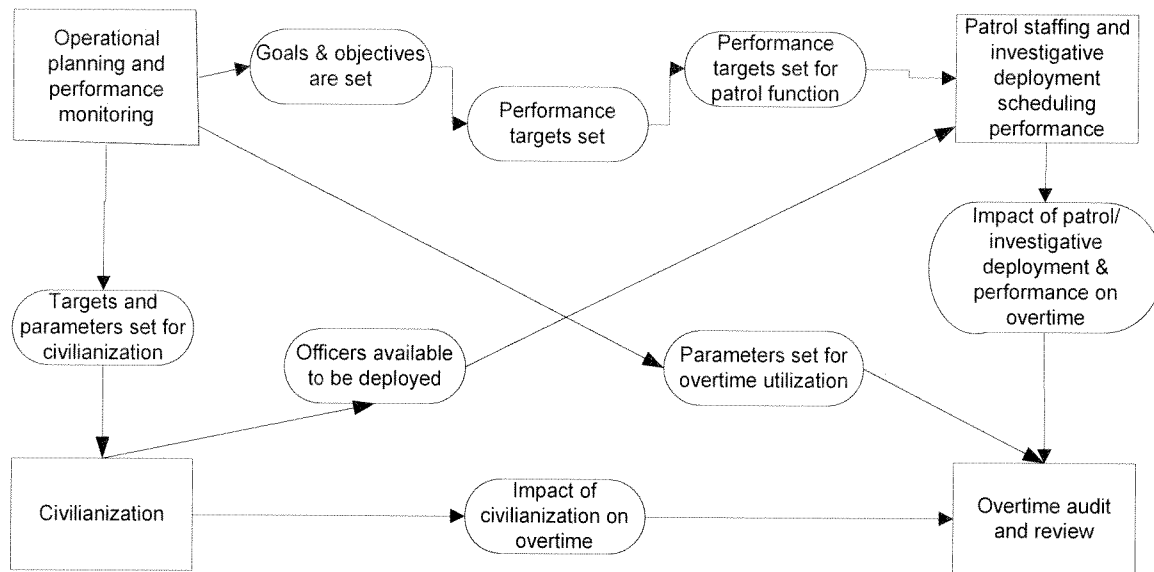 Operational
planning and
performance
monitoring
Goals & objectives
are set
Performance
targets set
Performance
targets set for
patrol function
Patrol staffing and
investigative
deployment
scheduling
performance
Impact of patrol/
investigative
deployment &
performance on
overtime
Targets and
parameters set for
civilianization
Officers available
to be deployed
Parameters set for
overtime utilization
Civilianization
Impact of
civilianization on
overtime
Overtime audit
and review